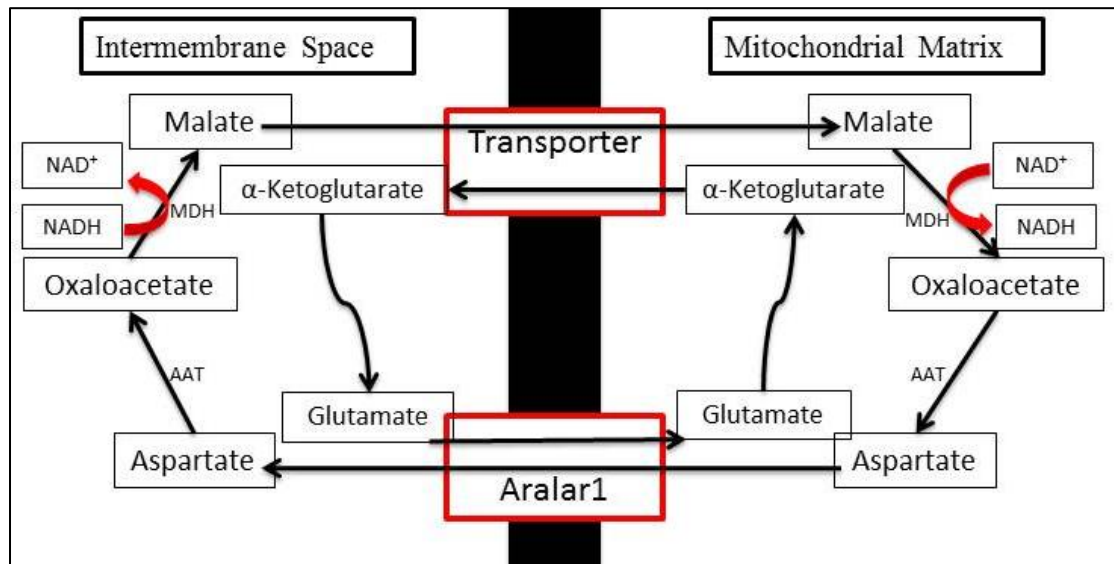 Intermembrane Space
Mitochondrial Matrix
Malate
Transporter
Malate
NAD⁺
α-Ketoglutarate
α-Ketoglutarate
NAD⁺
MDH
MDH
NADH
NADH
Oxaloacetate
Oxaloacetate
AAT
AAT
Glutamate
Glutamate
Aspartate
Aspartate
Aralar1